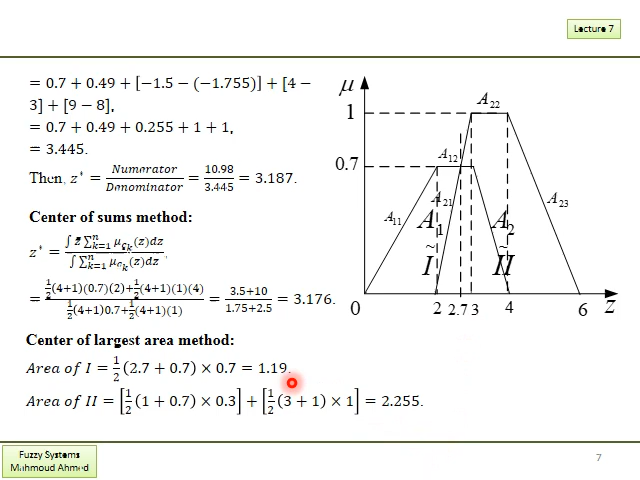 Lecture 7
= 0.7 + 0.49 + [−1.5 − (−1.755)] + [4 −
3] + [9 − 8],
= 0.7 + 0.49 + 0.255 + 1 + 1,
= 3.445.
Then, z* = Numerator/Denominator = 10.98/3.445 = 3.187.
Center of sums method:
z* = ∫ z ∑ₖ₌₁ⁿ μ_Cₖ(z)dz / ∫ ∑ₖ₌₁ⁿ μ_Cₖ(z)dz,
= ½(4+1)(0.7)(2)+½(4+1)(1)(4) / ½(4+1)0.7+½(4+1)(1) = 3.5+10/1.75+2.5 = 3.176.
Center of largest area method:
Area of I = ½(2.7 + 0.7) × 0.7 = 1.19.
Area of II = [½(1 + 0.7) × 0.3] + [½(3 + 1) × 1] = 2.255.
μ
1
0.7
A22
A12
A21
A11
A1
A2
A23
I
II
0
2
2.7
3
4
6
z
Fuzzy Systems
Mahmoud Ahmed
7